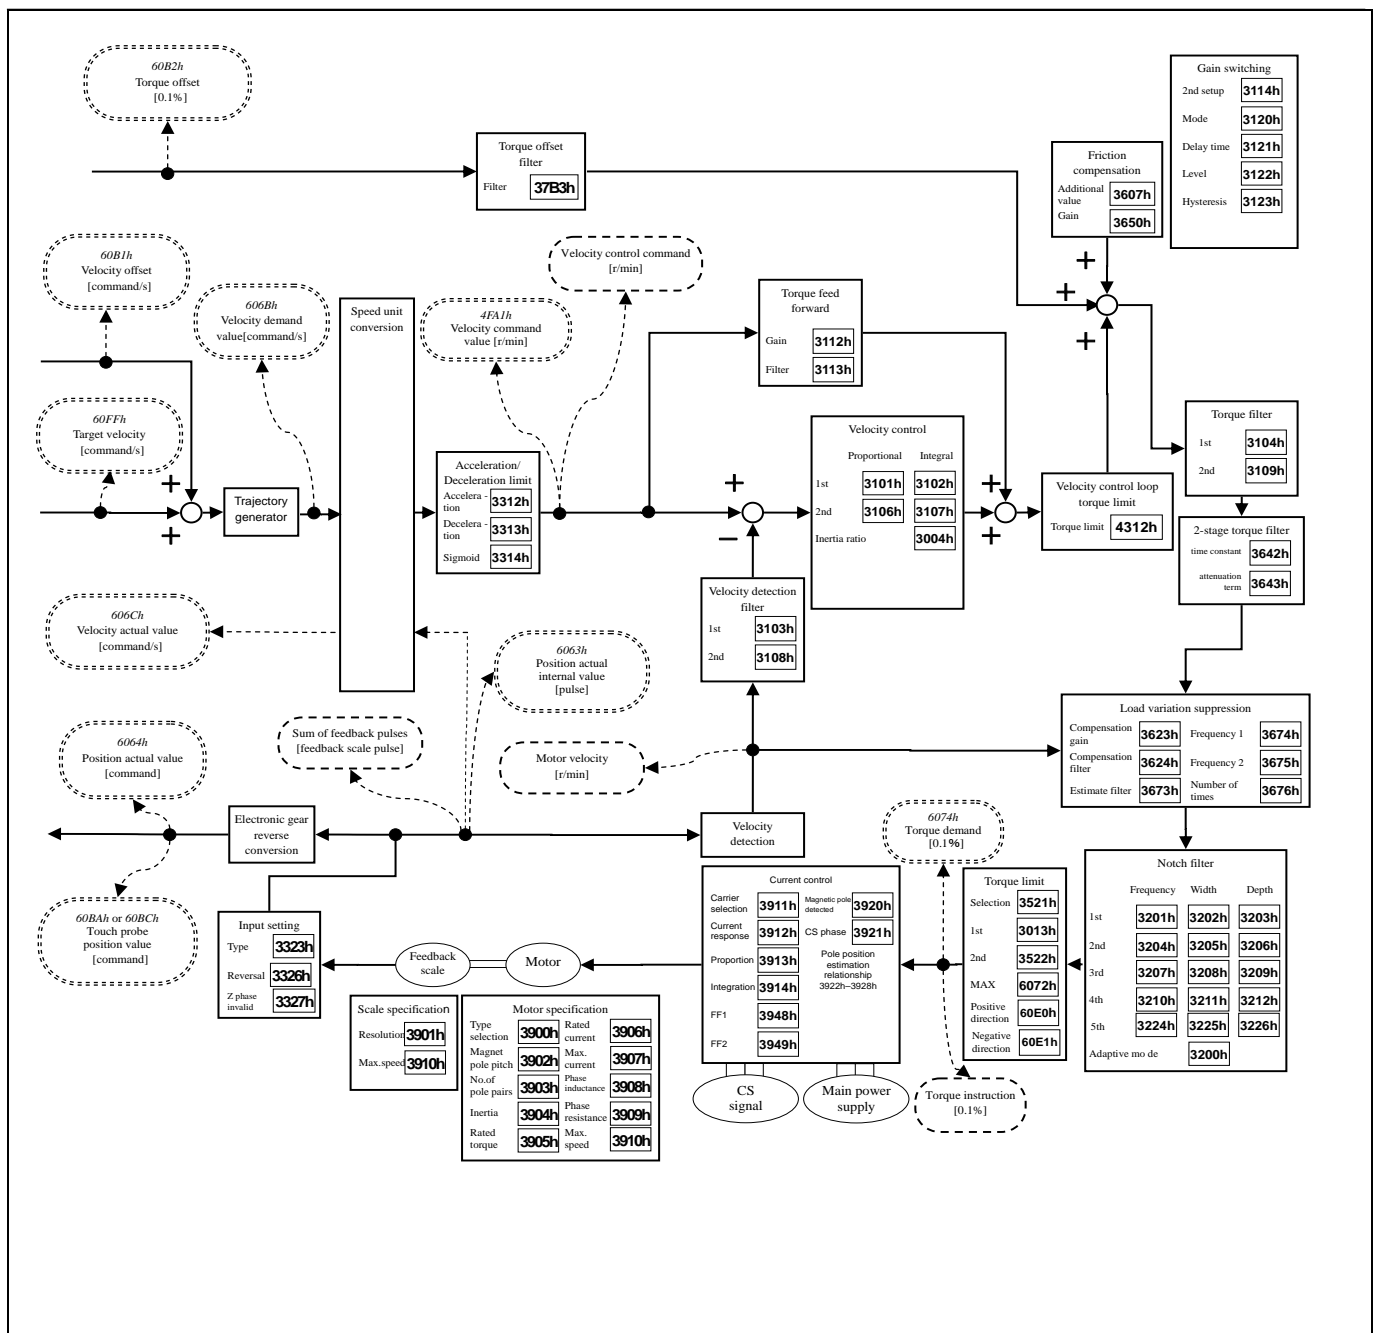 60B2h
Torque offset
[0.1%]
Gain switching
2nd setup 3114h
Mode 3120h
Delay time 3121h
Level 3122h
Hysteresis 3123h
Torque offset
filter
Filter 37B3h
Friction
compensation
Additional
value 3607h
Gain 3650h
60B1h
Velocity offset
[command/s]
606Bh
Velocity demand
value[command/s]
Speed unit
conversion
4FA1h
Velocity command
value [r/min]
Velocity control command
[r/min]
Torque feed
forward
Gain 3112h
Filter 3113h
+
+
+
60FFh
Target velocity
[command/s]
+
+
Trajectory
generator
Acceleration/
Deceleration limit
Accelera -
tion 3312h
Decelera -
tion 3313h
Sigmoid 3314h
+
−
Velocity control
Proportional Integral
1st 3101h 3102h
2nd 3106h 3107h
Inertia ratio 3004h
+
+
Velocity control loop
torque limit
Torque limit 4312h
Torque filter
1st 3104h
2nd 3109h
2-stage torque filter
time constant 3642h
attenuation
term 3643h
606Ch
Velocity actual value
[command/s]
6063h
Position actual
internal value
[pulse]
Velocity detection
filter
1st 3103h
2nd 3108h
Load variation suppression
Compensation
gain 3623h Frequency 1 3674h
Compensation
filter 3624h Frequency 2 3675h
Estimate filter 3673h Number of
times 3676h
6064h
Position actual value
[command]
Sum of feedback pulses
[feedback scale pulse]
Motor velocity
[r/min]
Electronic gear
reverse
conversion
Velocity
detection
6074h
Torque demand
[0.1%]
60BAh or 60BCh
Touch probe
position value
[command]
Input setting
Type 3323h
Reversal 3326h
Z phase
invalid 3327h
Feedback
scale
Motor
Current control
Carrier
selection 3911h Magnetic pole
detected 3920h
Current
response 3912h CS phase 3921h
Proportion 3913h
Pole position
estimation
relationship
3922h–3928h
Integration 3914h
FF1 3948h
FF2 3949h
Torque limit
Selection 3521h
1st 3013h
2nd 3522h
MAX 6072h
Positive
direction 60E0h
Negative
direction 60E1h
Notch filter
Frequency Width Depth
1st 3201h 3202h 3203h
2nd 3204h 3205h 3206h
3rd 3207h 3208h 3209h
4th 3210h 3211h 3212h
5th 3224h 3225h 3226h
Adaptive mo de 3200h
Scale specification
Resolution 3901h
Max.speed 3910h
Motor specification
Type
selection 3900h Rated
current 3906h
Magnet
pole pitch 3902h Max.
current 3907h
No.of
pole pairs 3903h Phase
inductance 3908h
Inertia 3904h Phase
resistance 3909h
Rated
torque 3905h Max.
speed 3910h
CS
signal
Main power
supply
Torque instruction
[0.1%]